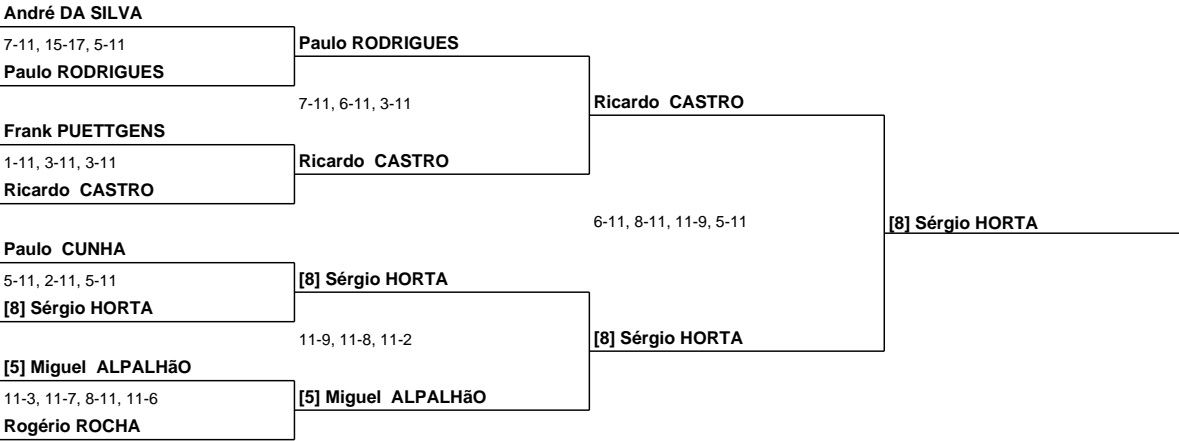 André DA SILVA
7-11, 15-17, 5-11
Paulo RODRIGUES
Paulo RODRIGUES
7-11, 6-11, 3-11
Ricardo CASTRO
Frank PUETTGENS
1-11, 3-11, 3-11
Ricardo CASTRO
Ricardo CASTRO
6-11, 8-11, 11-9, 5-11
[8] Sérgio HORTA
Paulo CUNHA
5-11, 2-11, 5-11
[8] Sérgio HORTA
[8] Sérgio HORTA
11-9, 11-8, 11-2
[8] Sérgio HORTA
[5] Miguel ALPALHãO
11-3, 11-7, 8-11, 11-6
[5] Miguel ALPALHãO
Rogério ROCHA